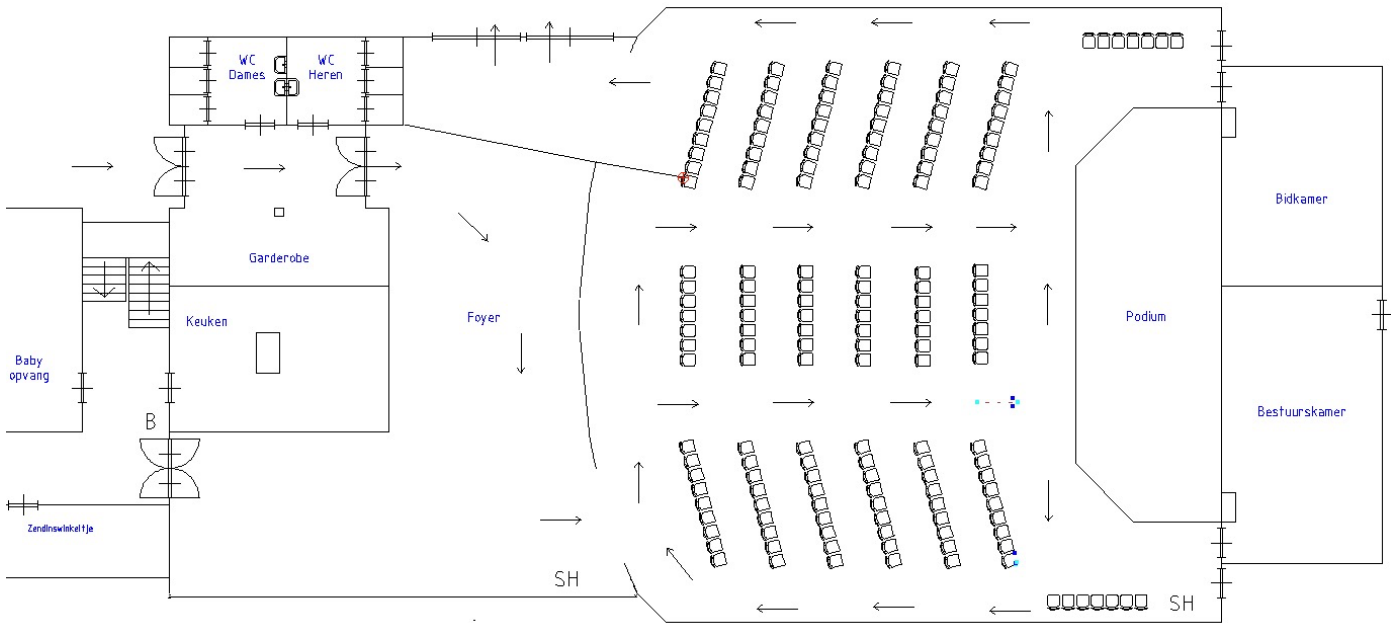 WC
Dames
WC
Heren
Garderobe
Bidkamer
Keuken
Foyer
Podium
Baby
opvang
Bestuurskamer
B
Zendinswinkeltje
SH
SH